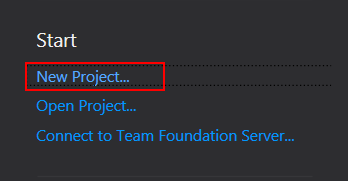 Start
New Project...
Open Project...
Connect to Team Foundation Server...